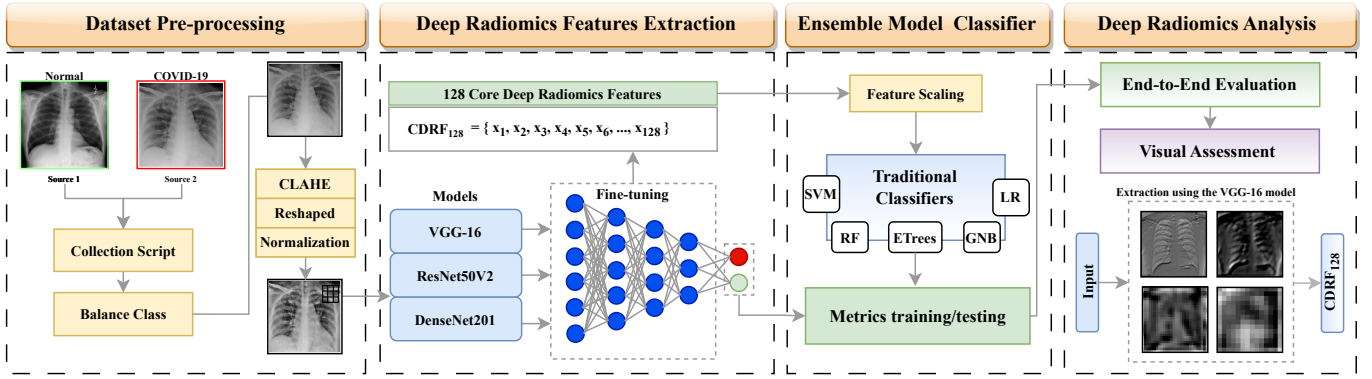 Dataset Pre-processing
Normal
COVID-19
Source 1
Source 2
Collection Script
Balance Class
CLAHE
Reshaped
Normalization
Deep Radiomics Features Extraction
128 Core Deep Radiomics Features
CDRF128 = { x1, x2, x3, x4, x5, x6, ..., x128 }
Models
VGG-16
ResNet50V2
DenseNet201
Fine-tuning
Ensemble Model Classifier
Feature Scaling
Traditional
Classifiers
SVM
LR
RF
ETrees
GNB
Metrics training/testing
Deep Radiomics Analysis
End-to-End Evaluation
Visual Assessment
Extraction using the VGG-16 model
Input
CDRF128